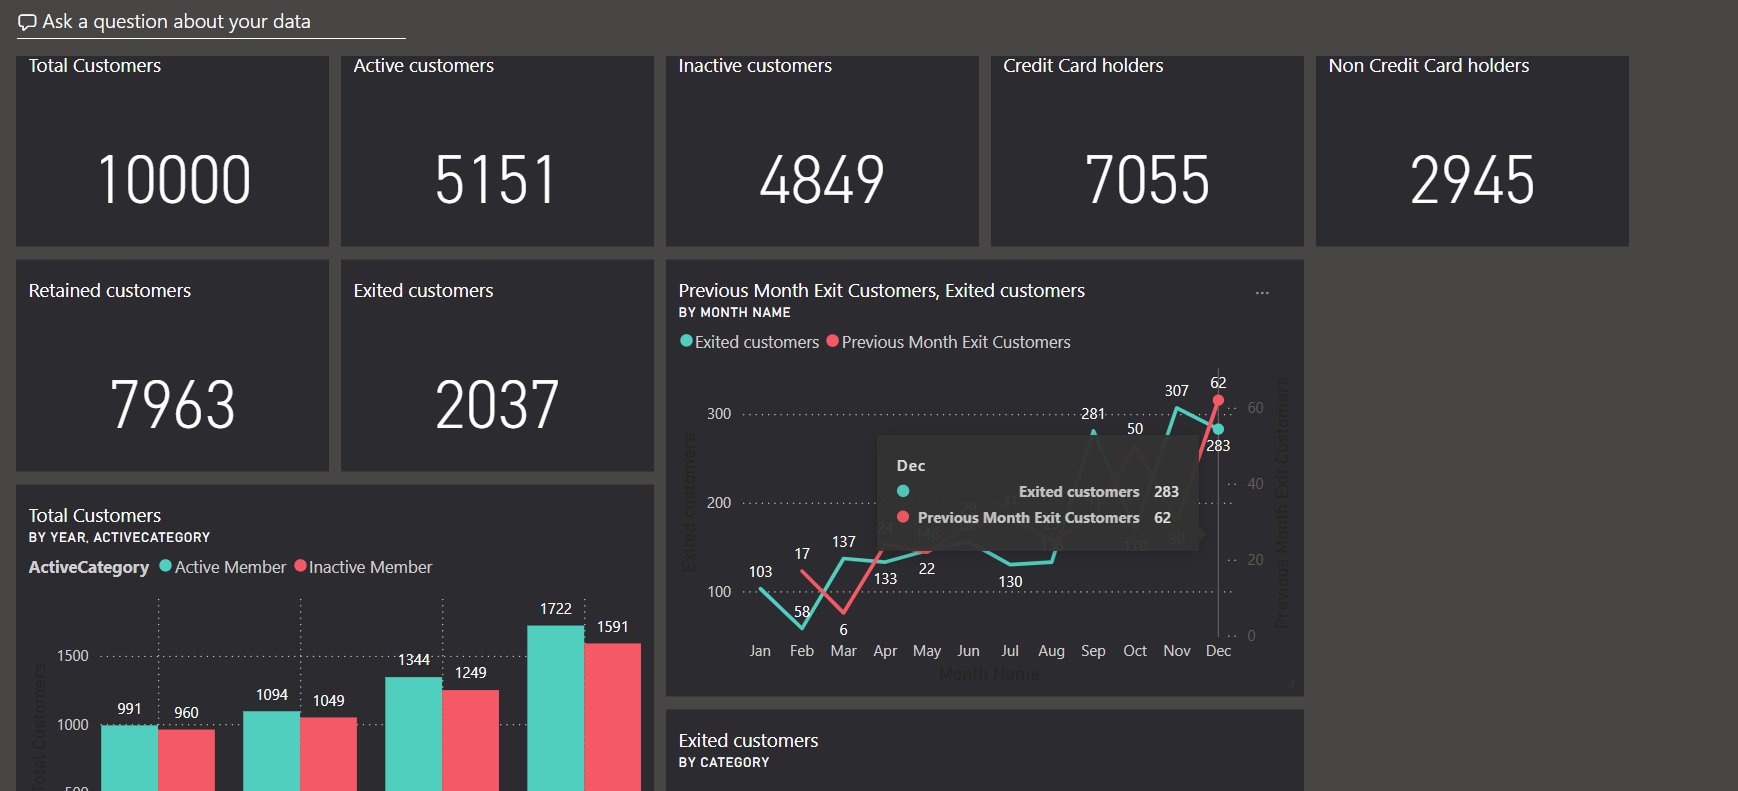 Ask a question about your data
Total Customers
10000
Active customers
5151
Inactive customers
4849
Credit Card holders
7055
Non Credit Card holders
2945
Retained customers
7963
Exited customers
2037
Previous Month Exit Customers, Exited customers
BY MONTH NAME
Exited customers Previous Month Exit Customers
Exited customers
300
200
100
103
17
58
137
6
133
24
22
146
130
281
50
170
307
30
62
283
Dec
Exited customers 283
Previous Month Exit Customers 62
60
40
20
0
Previous Month Exit Customers
Jan Feb Mar Apr May Jun Jul Aug Sep Oct Nov Dec
Month Name
Total Customers
BY YEAR, ACTIVECATEGORY
ActiveCategory Active Member Inactive Member
Total Customers
1500
1000
500
991 960
1094 1049
1344 1249
1722 1591
Exited customers
BY CATEGORY